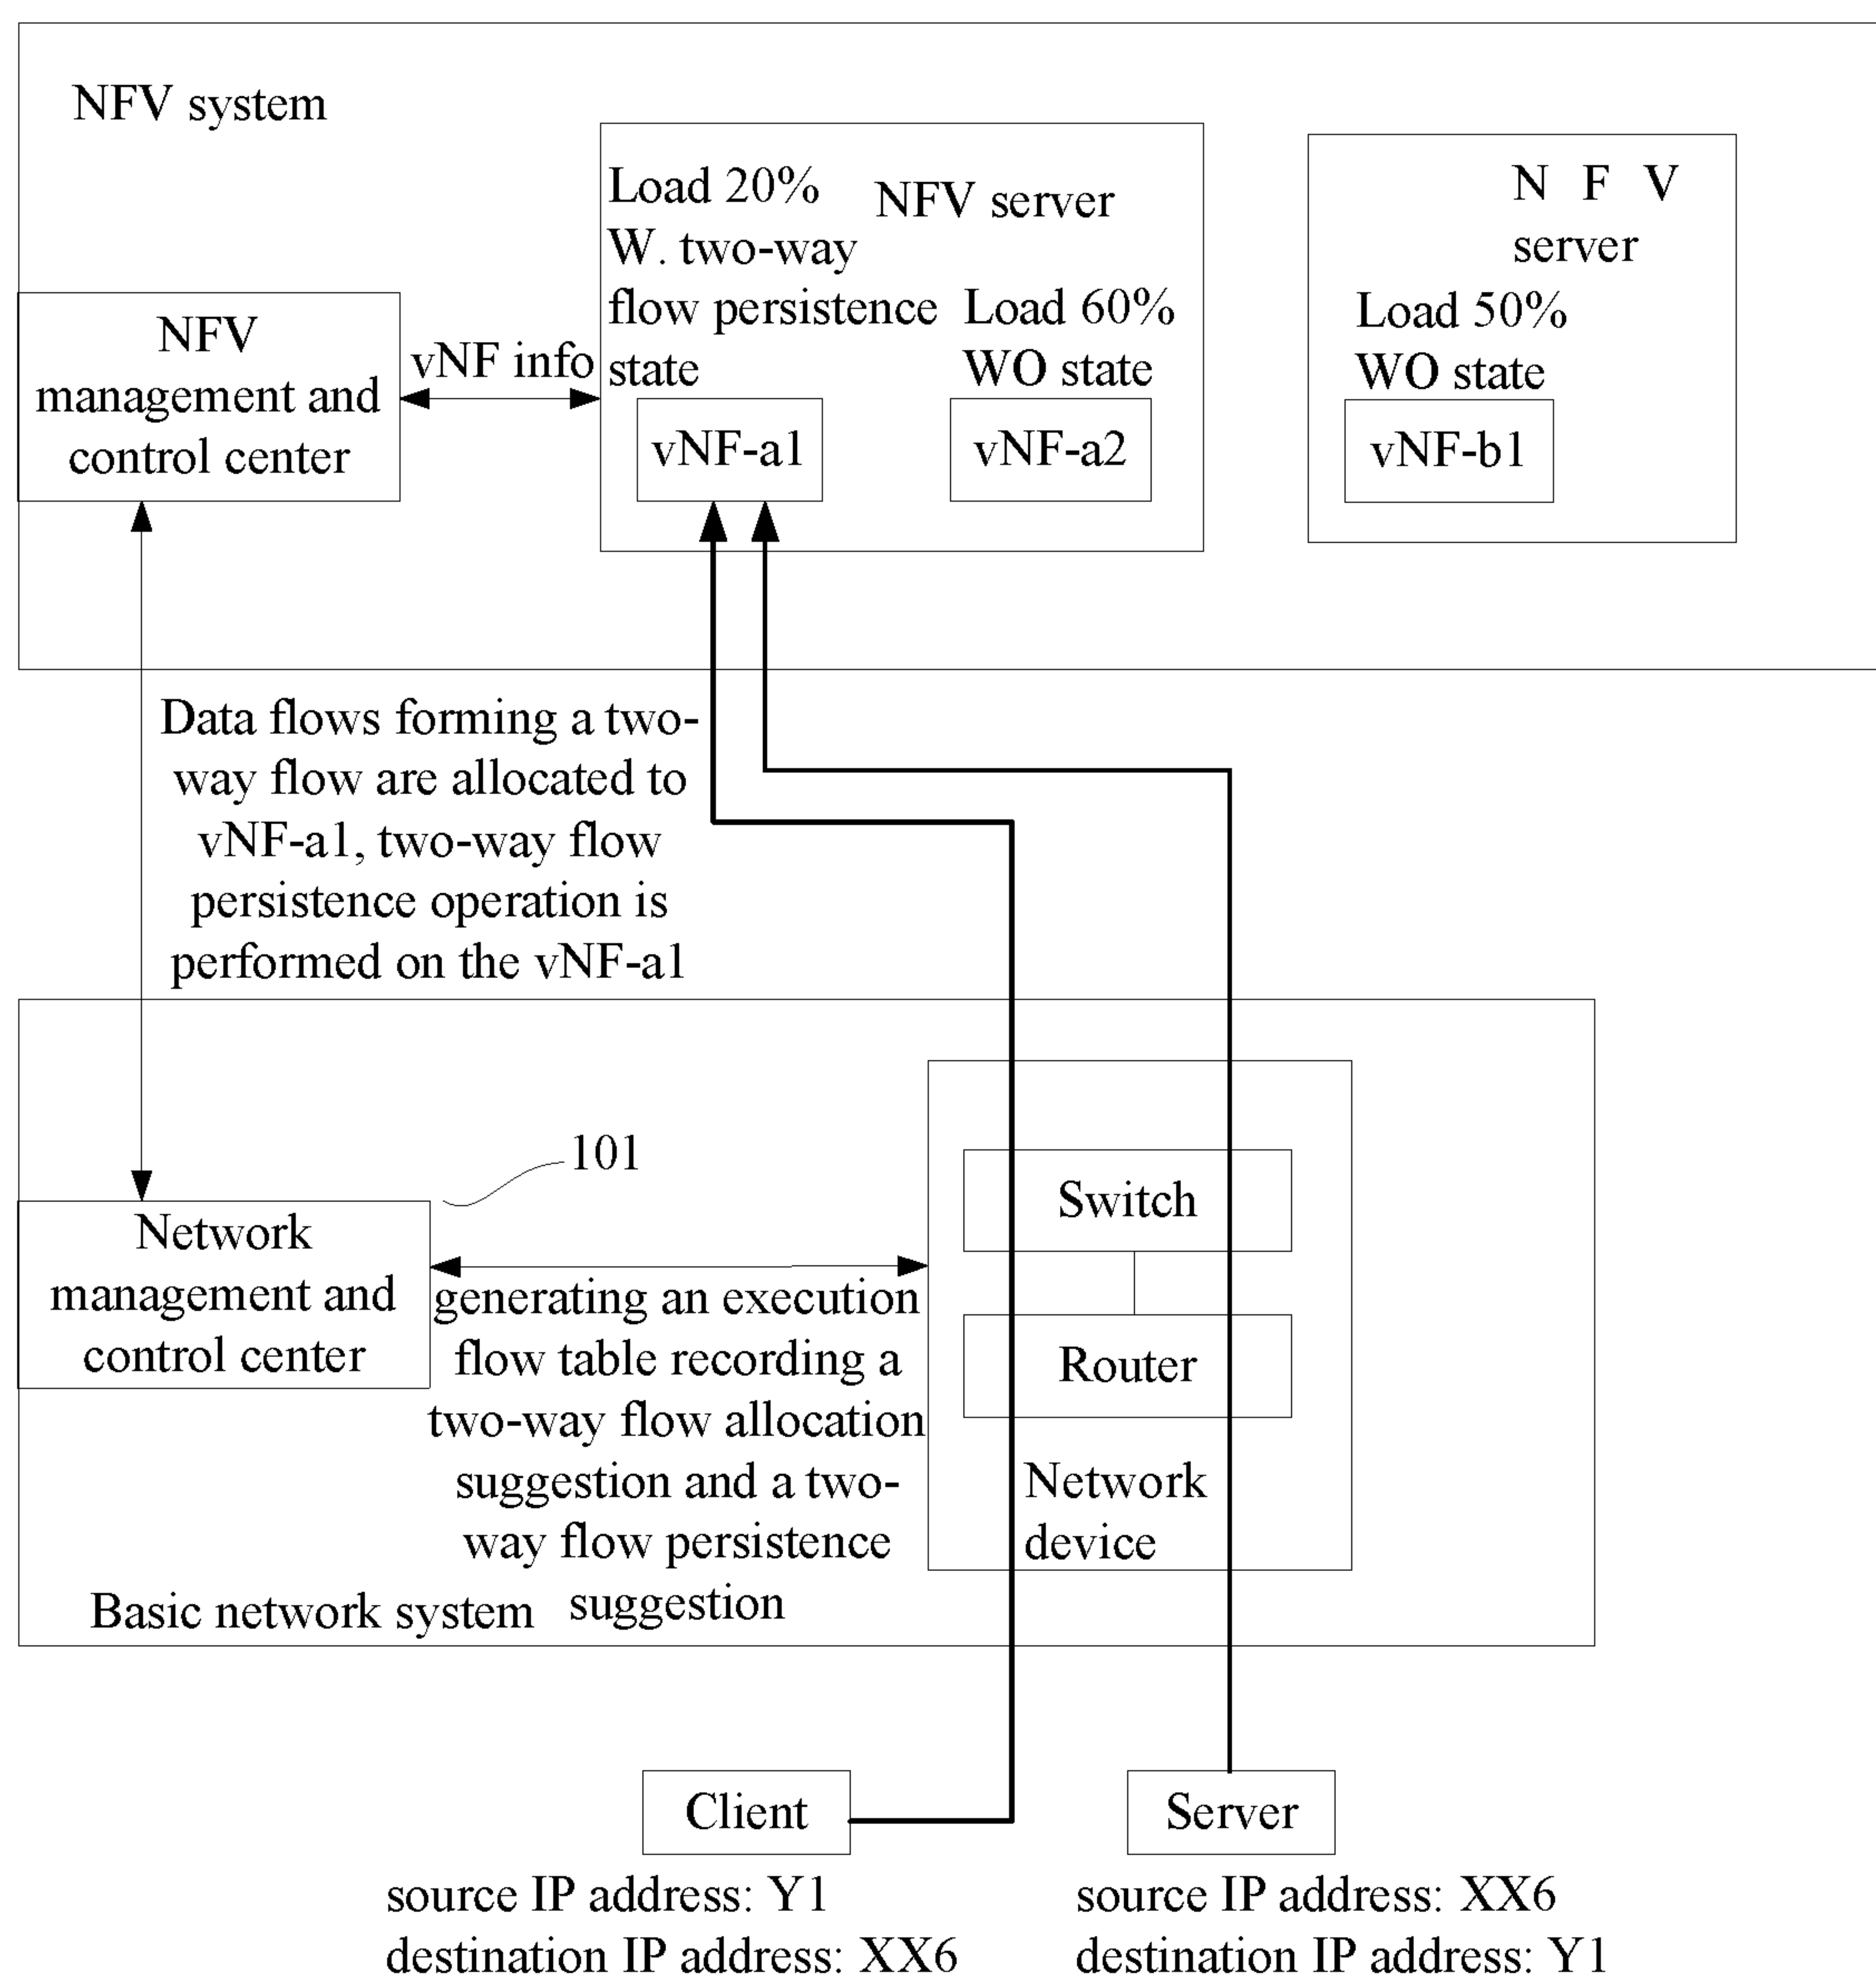 NFV system
NFV
management and
control center
vNF info
Load 20%
W. two-way
flow persistence
state
NFV server
Load 60%
WO state
vNF-a1
vNF-a2
N F V
server
Load 50%
WO state
vNF-b1
Data flows forming a two-
way flow are allocated to
vNF-a1, two-way flow
persistence operation is
performed on the vNF-a1
101
Network
management and
control center
generating an execution
flow table recording a
two-way flow allocation
suggestion and a two-
way flow persistence
suggestion
Switch
Router
Network
device
Basic network system
Client
source IP address: Y1
destination IP address: XX6
Server
source IP address: XX6
destination IP address: Y1